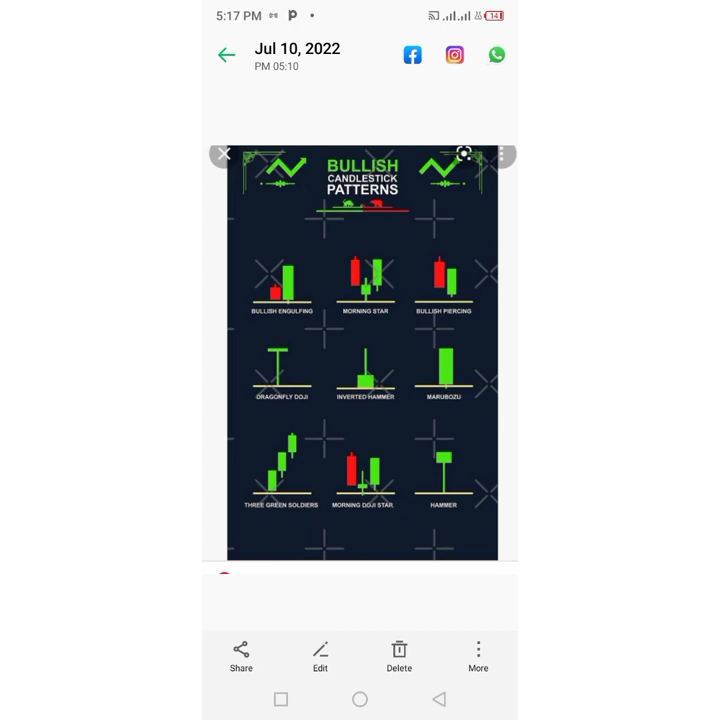 5:17 PM
14
Jul 10, 2022
PM 05:10
BULLISH
CANDLESTICK
PATTERNS
BULLISH ENGULFING
MORNING STAR
BULLISH PIERCING
DRAGONFLY DOJI
INVERTED HAMMER
MARUBOZU
THREE GREEN SOLDIERS
MORNING DOJI STAR
HAMMER
Share
Edit
Delete
More